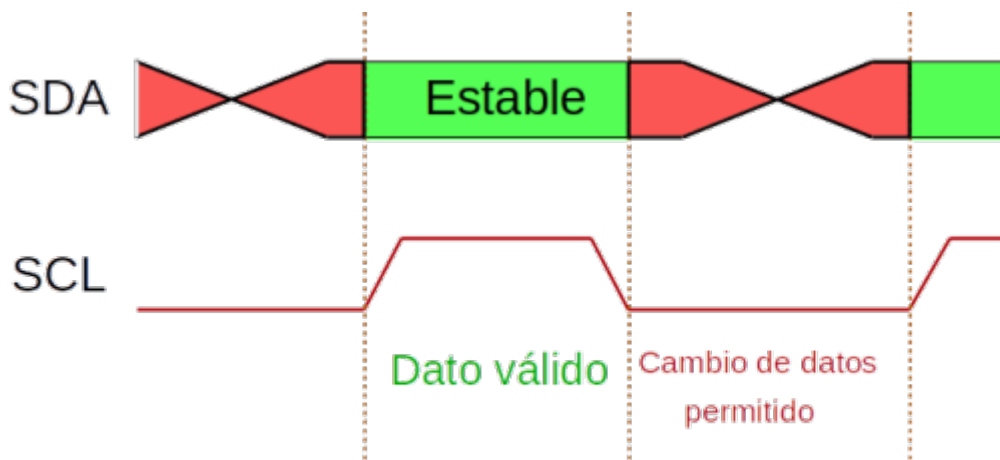 SDA
Estable
SCL
Dato válido
Cambio de datos
permitido